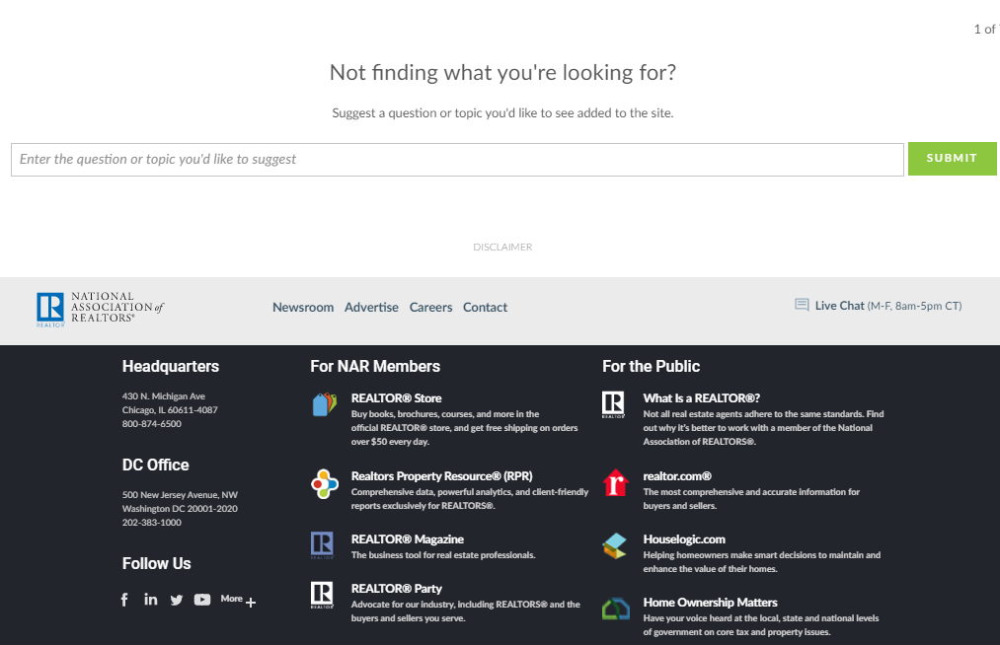 1 of
Not finding what you're looking for?
Suggest a question or topic you'd like to see added to the site.
Enter the question or topic you'd like to suggest
SUBMIT
DISCLAIMER
REALTOR
NATIONAL
ASSOCIATION of
REALTORS®
Newsroom Advertise Careers Contact
Live Chat (M-F, 8am-5pm CT)
Headquarters
430 N. Michigan Ave
Chicago, IL 60611-4087
800-874-6500
DC Office
500 New Jersey Avenue, NW
Washington DC 20001-2020
202-383-1000
Follow Us
More
For NAR Members
REALTOR® Store
Buy books, brochures, courses, and more in the
official REALTOR® store, and get free shipping on orders
over $50 every day.
Realtors Property Resource® (RPR)
Comprehensive data, powerful analytics, and client-friendly
reports exclusively for REALTORS®.
REALTOR® Magazine
The business tool for real estate professionals.
REALTOR® Party
Advocate for our industry, including REALTORS® and the
buyers and sellers you serve.
For the Public
What Is a REALTOR®?
Not all real estate agents adhere to the same standards. Find
out why it's better to work with a member of the National
Association of REALTORS®.
realtor.com®
The most comprehensive and accurate information for
buyers and sellers.
Houselogic.com
Helping homeowners make smart decisions to maintain and
enhance the value of their homes.
Home Ownership Matters
Have your voice heard at the local, state and national levels
of government on core tax and property issues.